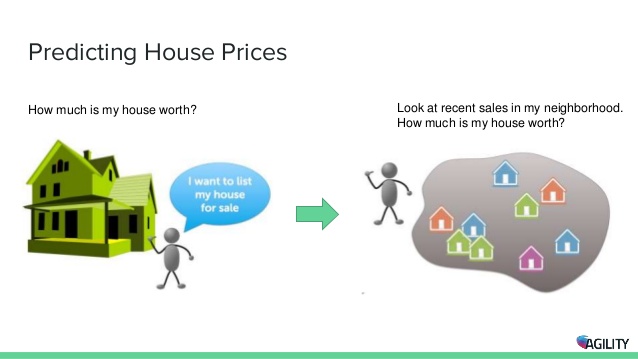 Predicting House Prices
How much is my house worth?
Look at recent sales in my neighborhood.
How much is my house worth?
I want to list
my house
for sale
AGILITY